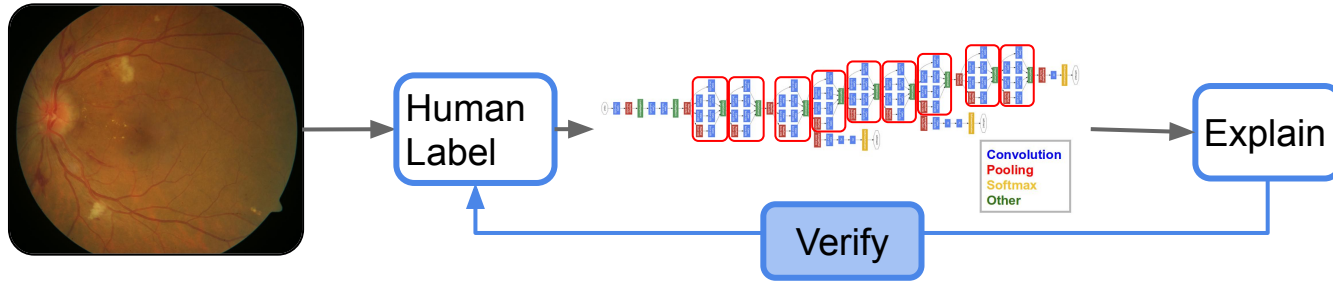 Human
Label
Convolution
Pooling
Softmax
Other
Explain
Verify